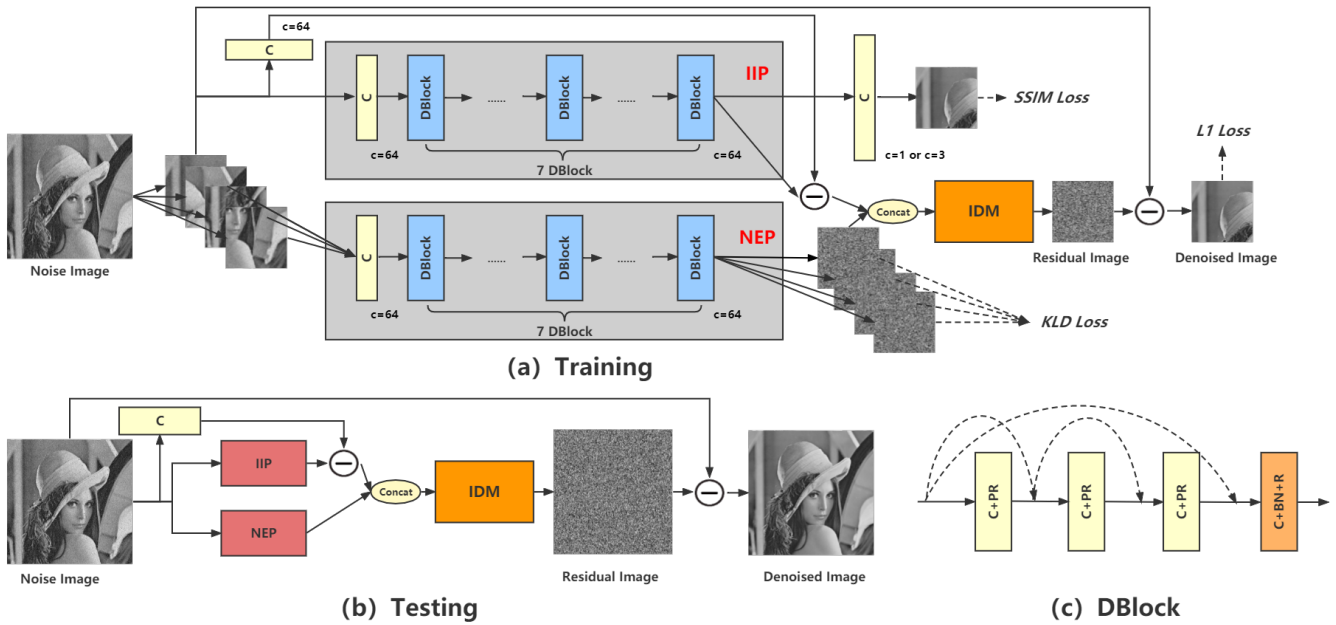 c=64
C
IIP
C
DBlock
......
DBlock
......
DBlock
C
SSIM Loss
c=64
c=64
7 DBlock
c=1 or c=3
L1 Loss
Noise Image
NEP
C
DBlock
......
DBlock
......
DBlock
Concat
IDM
Residual Image
Denoised Image
c=64
c=64
7 DBlock
KLD Loss
(a) Training
C
IIP
NEP
Concat
IDM
Noise Image
Residual Image
Denoised Image
(b) Testing
C+PR
C+PR
C+PR
C+BN+R
(c) DBlock